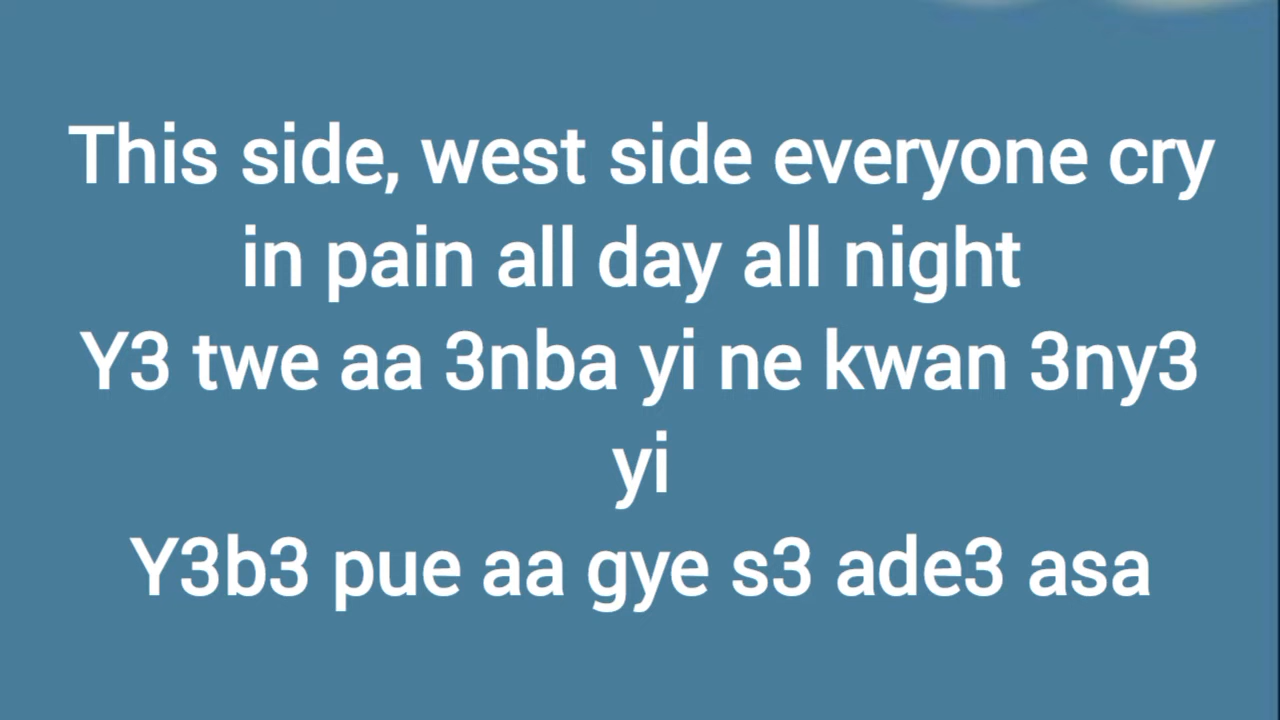 This side, west side everyone cry
in pain all day all night
Y3 twe aa 3nba yi ne kwan 3ny3
yi
Y3b3 pue aa gye s3 ade3 asa